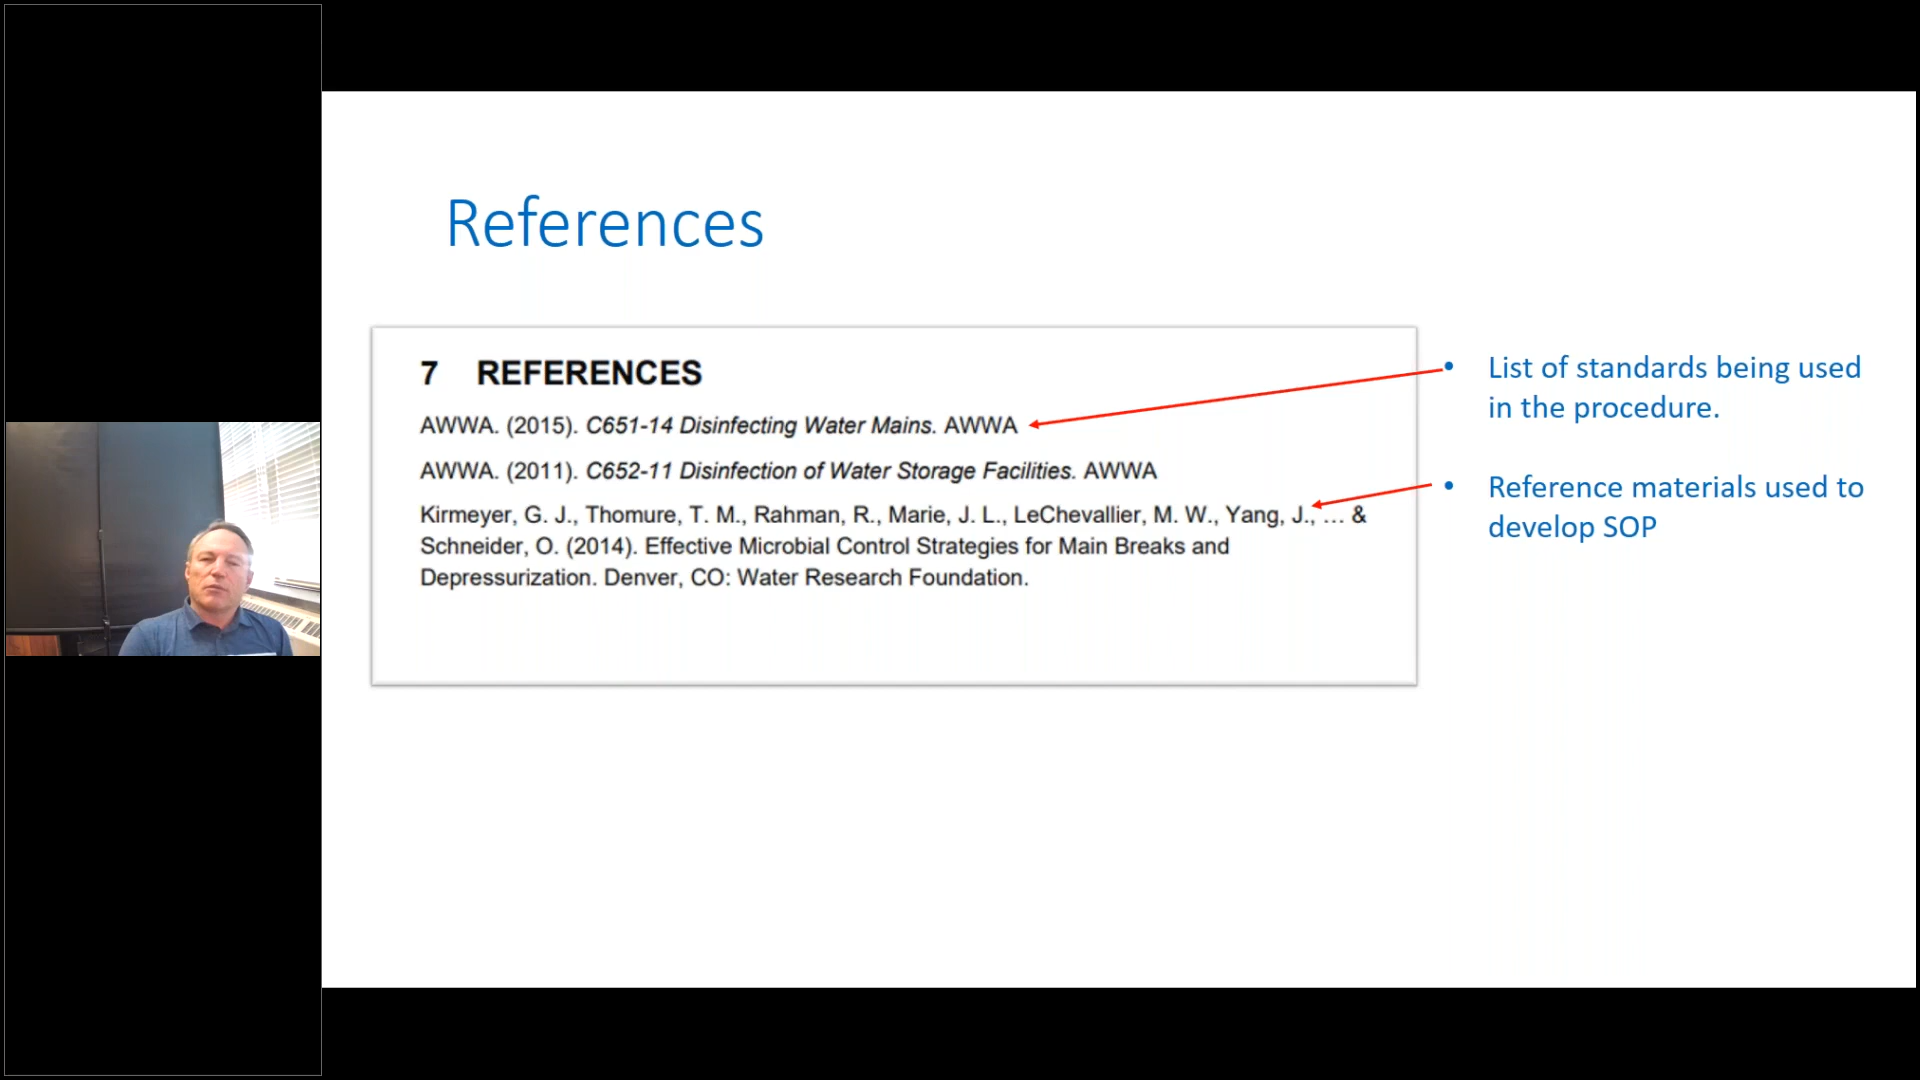 References
7 REFERENCES
AWWA. (2015). C651-14 Disinfecting Water Mains. AWWA
AWWA. (2011). C652-11 Disinfection of Water Storage Facilities. AWWA
Kirmeyer, G. J., Thomure, T. M., Rahman, R., Marie, J. L., LeChevallier, M. W., Yang, J., … &
Schneider, O. (2014). Effective Microbial Control Strategies for Main Breaks and
Depressurization. Denver, CO: Water Research Foundation.
• List of standards being used
in the procedure.
• Reference materials used to
develop SOP